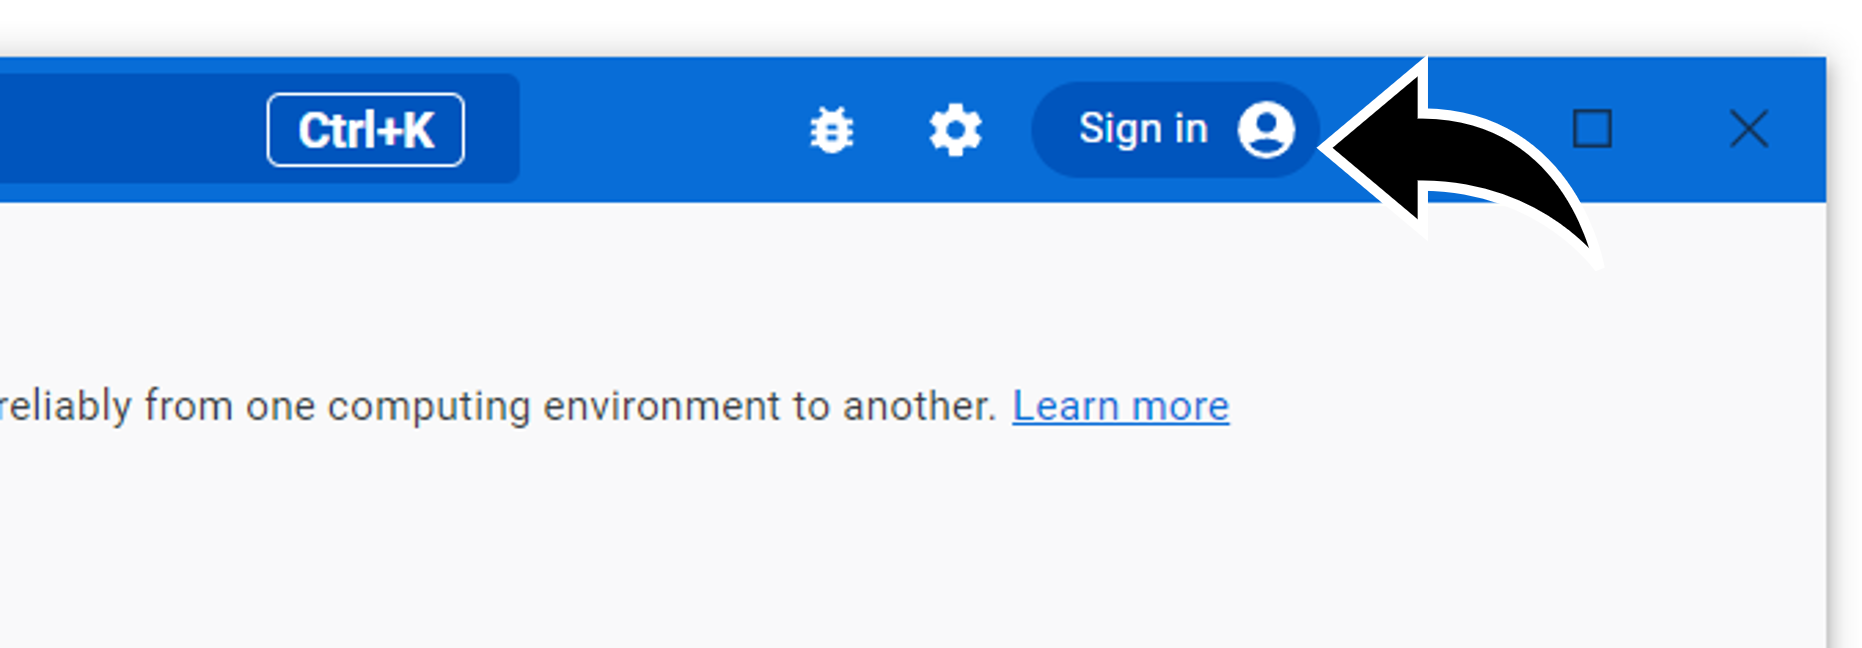 Ctrl+K
Sign in
reliably from one computing environment to another. Learn more